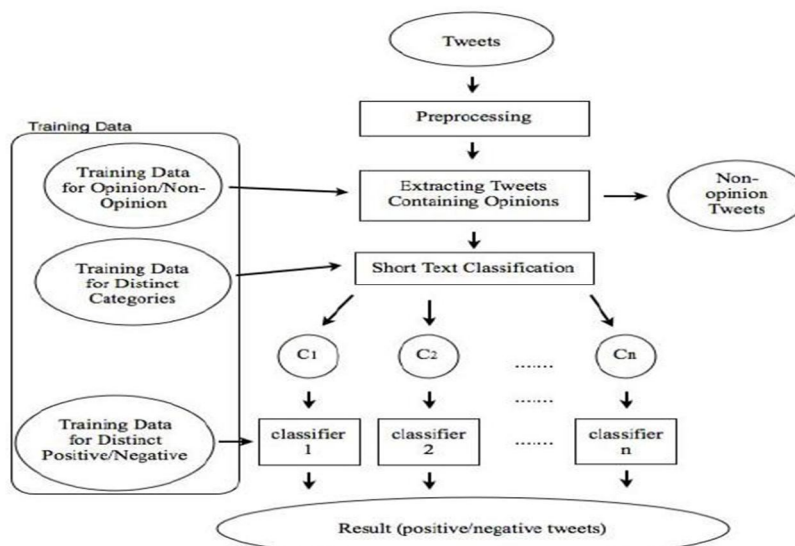 Tweets
Preprocessing
Training Data
Training Data
for Opinion/Non-
Opinion
Extracting Tweets
Containing Opinions
Non-
opinion
Tweets
Training Data
for Distinct
Categories
Short Text Classification
C1
C2
.......
Cn
.......
Training Data
for Distinct
Positive/Negative
classifier
1
classifier
2
.......
classifier
n
Result (positive/negative tweets)